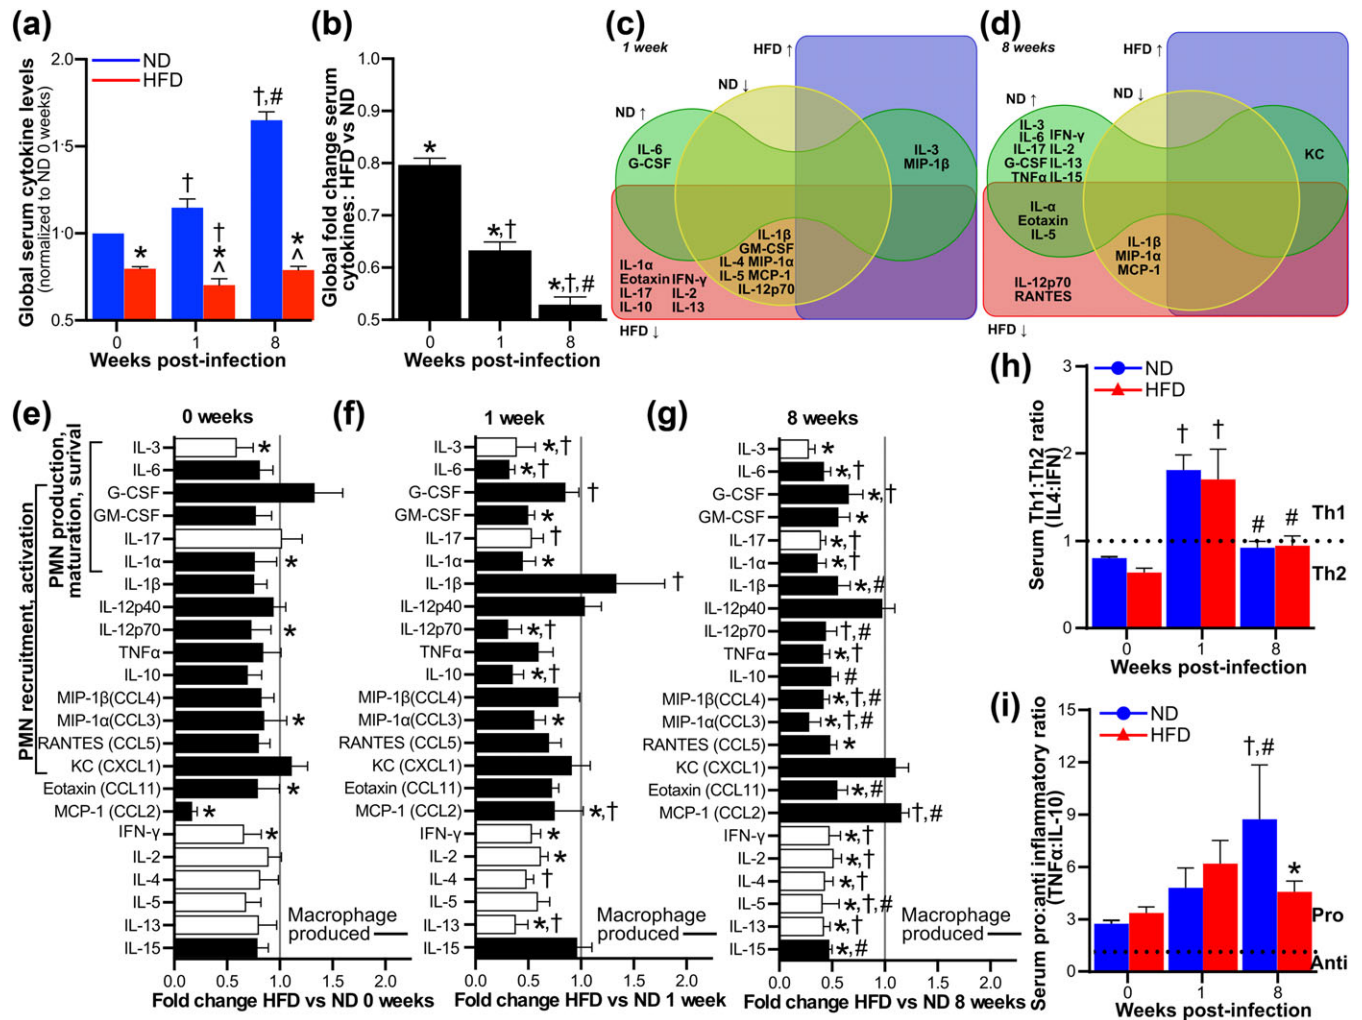 (a)
Global serum cytokine levels
(normalized to ND 0 weeks)
ND
HFD
2.0
1.5
1.0
0.5
*
†
†
*
^
†,#
*
^
0
1
8
Weeks post-infection
(b)
Global fold change serum
cytokines: HFD vs ND
1.0
0.9
0.8
0.7
0.6
0.5
*
*,†
*,†,#
0
1
8
Weeks post-infection
(c)
1 week
HFD ↑
ND ↓
ND ↑
IL-6
G-CSF
IL-3
MIP-1β
IL-1β
GM-CSF
IL-4 MIP-1α
IL-5 MCP-1
IL-12p70
IL-1α
Eotaxin IFN-γ
IL-17 IL-2
IL-10 IL-13
HFD ↓
(d)
8 weeks
HFD ↑
ND ↓
ND ↑
IL-3
IL-6 IFN-γ
IL-17 IL-2
G-CSF IL-13
TNFα IL-15
KC
IL-α
Eotaxin
IL-5
IL-1β
MIP-1α
MCP-1
IL-12p70
RANTES
HFD ↓
(e)
0 weeks
PMN recruitment, activation
PMN production,
maturation, surival
IL-3 *
IL-6
G-CSF
GM-CSF
IL-17
IL-1α *
IL-1β
IL-12p40
IL-12p70 *
TNFα
IL-10
MIP-1β(CCL4)
MIP-1α(CCL3) *
RANTES (CCL5)
KC (CXCL1)
Eotaxin (CCL11) *
MCP-1 (CCL2) *
IFN-γ *
IL-2
IL-4
IL-5
IL-13
IL-15
Macrophage
produced
0.0 0.5 1.0 1.5 2.0
Fold change HFD vs ND 0 weeks
(f)
1 week
IL-3 *,†
IL-6 *,†
G-CSF †
GM-CSF *
IL-17 †
IL-1α *
IL-1β †
IL-12p40
IL-12p70 *,†
TNFα
IL-10 *,†
MIP-1β(CCL4)
MIP-1α(CCL3) *
RANTES (CCL5)
KC (CXCL1)
Eotaxin (CCL11)
MCP-1 (CCL2) *,†
IFN-γ *
IL-2 *
IL-4 †
IL-5
IL-13 *,†
IL-15
Macrophage
produced
0.0 0.5 1.0 1.5 2.0
Fold change HFD vs ND 1 week
(g)
8 weeks
IL-3 *
IL-6 *,†
G-CSF *,†
GM-CSF *
IL-17 *,†
IL-1α *,†
IL-1β *,#
IL-12p40
IL-12p70 †,#
TNFα *,†
IL-10 #
MIP-1β(CCL4) *,†,#
MIP-1α(CCL3) *,†,#
RANTES (CCL5) *
KC (CXCL1)
Eotaxin (CCL11) *,#
MCP-1 (CCL2) †,#
IFN-γ *,†
IL-2 *,†
IL-4 *,†
IL-5 *,†,#
IL-13 *,†
IL-15 *,#
Macrophage
produced
0.0 0.5 1.0 1.5 2.0
Fold change HFD vs ND 8 weeks
(h)
Serum Th1:Th2 ratio
(IL4:IFN)
ND
HFD
3
2
1
0
†
†
#
#
Th1
Th2
0
1
8
Weeks post-infection
(i)
Serum pro:anti inflammatory ratio
(TNFα:IL-10)
ND
HFD
15
12
9
6
3
0
†,#
*
Pro
Anti
0
1
8
Weeks post-infection